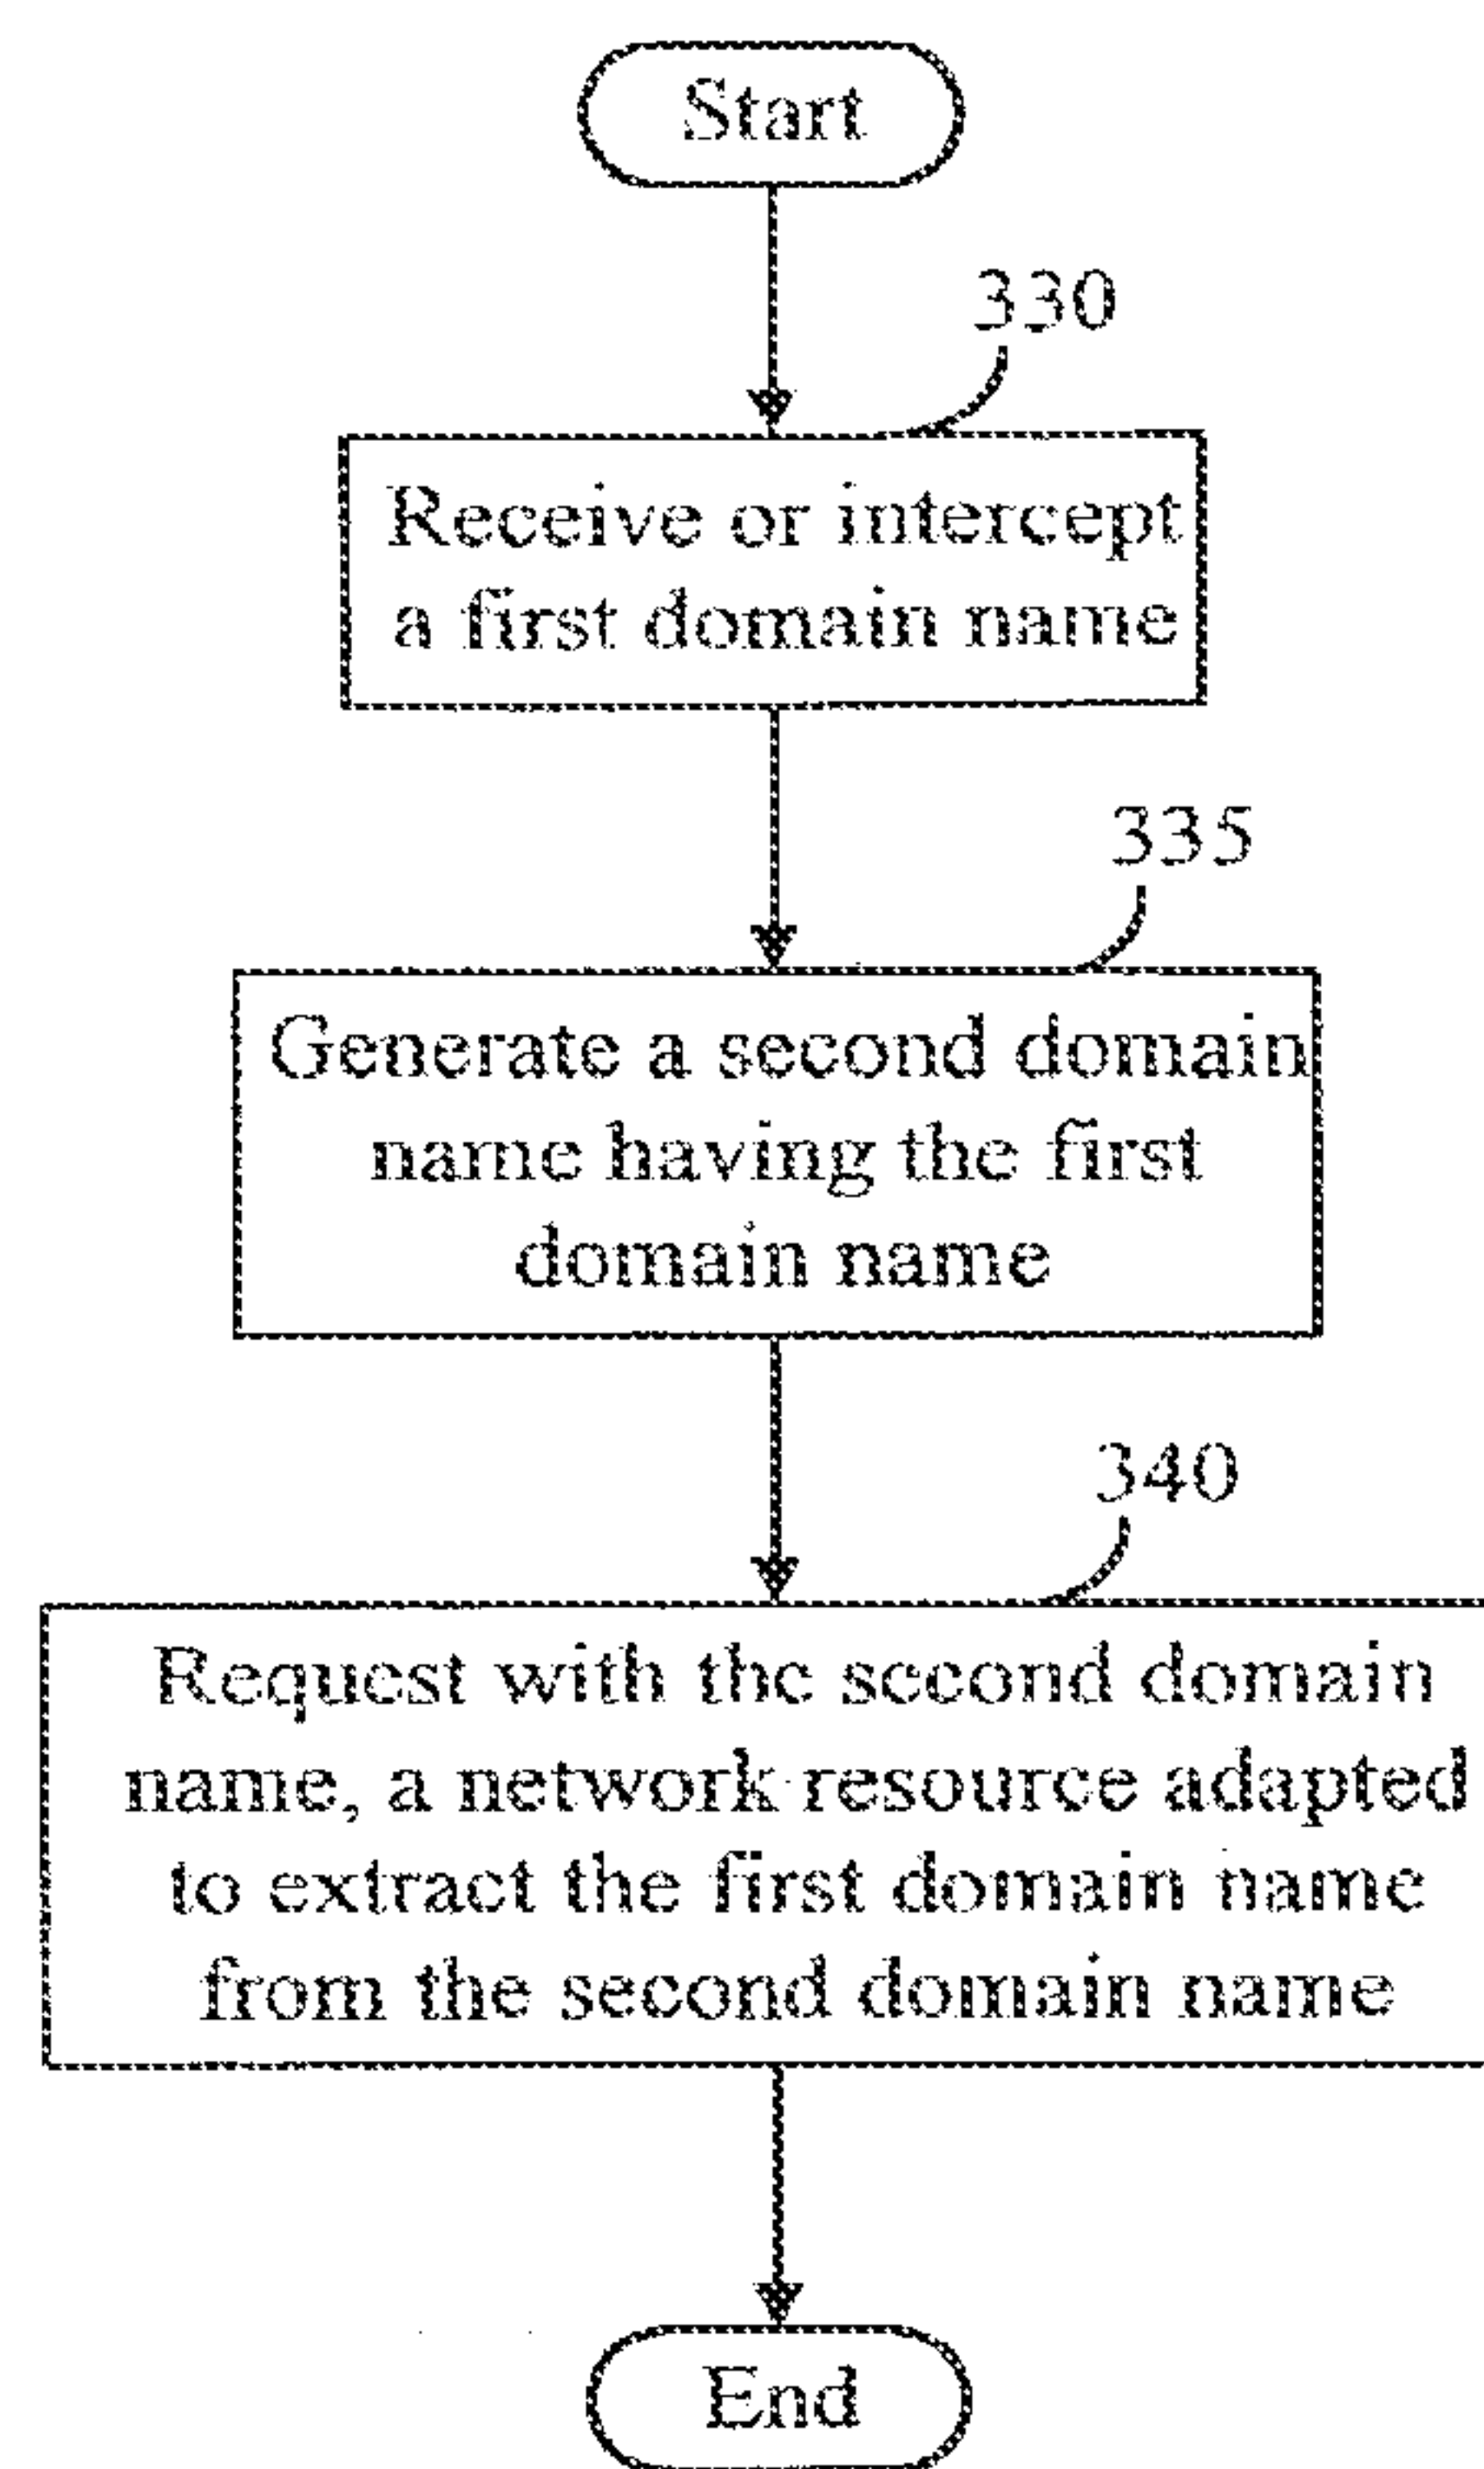 Start
330
Receive or intercept
a first domain name
335
Generate a second domain
name having the first
domain name
340
Request with the second domain
name, a network resource adapted
to extract the first domain name
from the second domain name
End